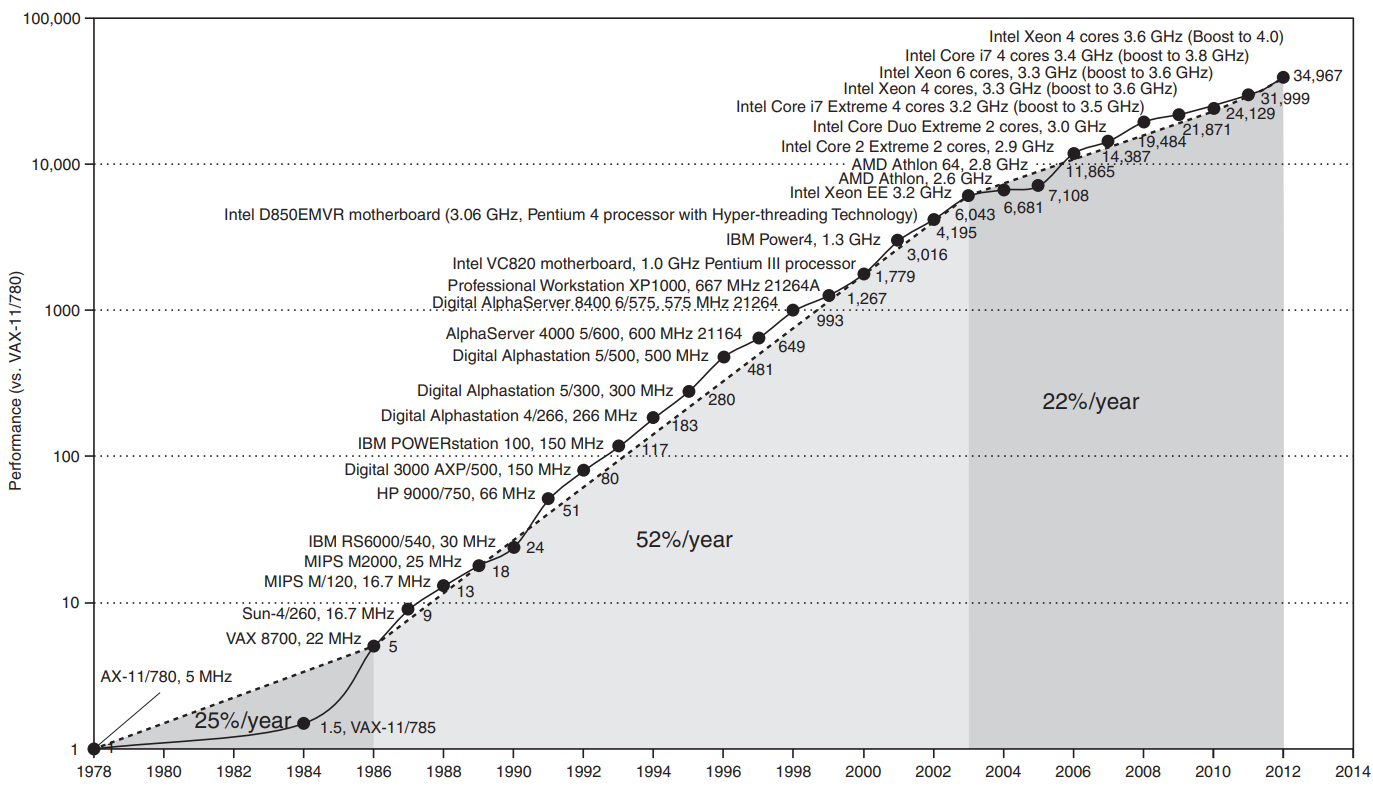 100,000
10,000
1000
100
10
1
Performance (vs. VAX-11/780)
Intel Xeon 4 cores 3.6 GHz (Boost to 4.0)
Intel Core i7 4 cores 3.4 GHz (boost to 3.8 GHz)
Intel Xeon 6 cores, 3.3 GHz (boost to 3.6 GHz)
Intel Xeon 4 cores, 3.3 GHz (boost to 3.6 GHz)
Intel Core i7 Extreme 4 cores 3.2 GHz (boost to 3.5 GHz)
Intel Core Duo Extreme 2 cores, 3.0 GHz
Intel Core 2 Extreme 2 cores, 2.9 GHz
AMD Athlon 64, 2.8 GHz
AMD Athlon, 2.6 GHz
Intel Xeon EE 3.2 GHz
Intel D850EMVR motherboard (3.06 GHz, Pentium 4 processor with Hyper-threading Technology)
IBM Power4, 1.3 GHz
Intel VC820 motherboard, 1.0 GHz Pentium III processor
Professional Workstation XP1000, 667 MHz 21264A
Digital AlphaServer 8400 6/575, 575 MHz 21264
AlphaServer 4000 5/600, 600 MHz 21164
Digital Alphastation 5/500, 500 MHz
Digital Alphastation 5/300, 300 MHz
Digital Alphastation 4/266, 266 MHz
IBM POWERstation 100, 150 MHz
Digital 3000 AXP/500, 150 MHz
HP 9000/750, 66 MHz
IBM RS6000/540, 30 MHz
MIPS M2000, 25 MHz
MIPS M/120, 16.7 MHz
Sun-4/260, 16.7 MHz
VAX 8700, 22 MHz
AX-11/780, 5 MHz
34,967
31,999
24,129
21,871
19,484
14,387
11,865
7,108
6,681
6,043
4,195
3,016
1,779
1,267
993
649
481
280
183
117
80
51
24
18
13
9
5
1.5, VAX-11/785
25%/year
52%/year
22%/year
1978 1980 1982 1984 1986 1988 1990 1992 1994 1996 1998 2000 2002 2004 2006 2008 2010 2012 2014